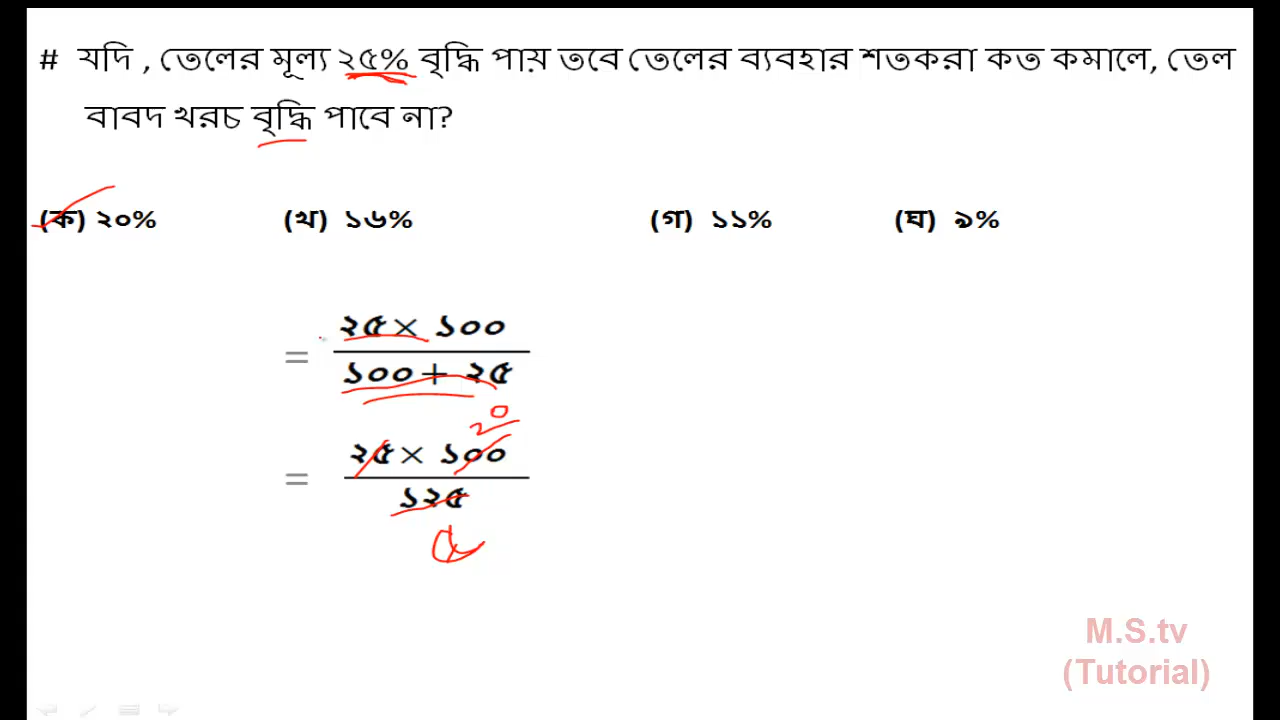 # যদি , তেলের মূল্য ২৫% বৃদ্ধি পায় তবে তেলের ব্যবহার শতকরা কত কমালে, তেল
বাবদ খরচ বৃদ্ধি পাবে না?
(ক) ২০% (খ) ১৬% (গ) ১১% (ঘ) ৯%
২৫ × ১০০
=
১০০ + ২৫
২০
২৫ × ১০০
=
১২৫
৫
M.S.tv
(Tutorial)